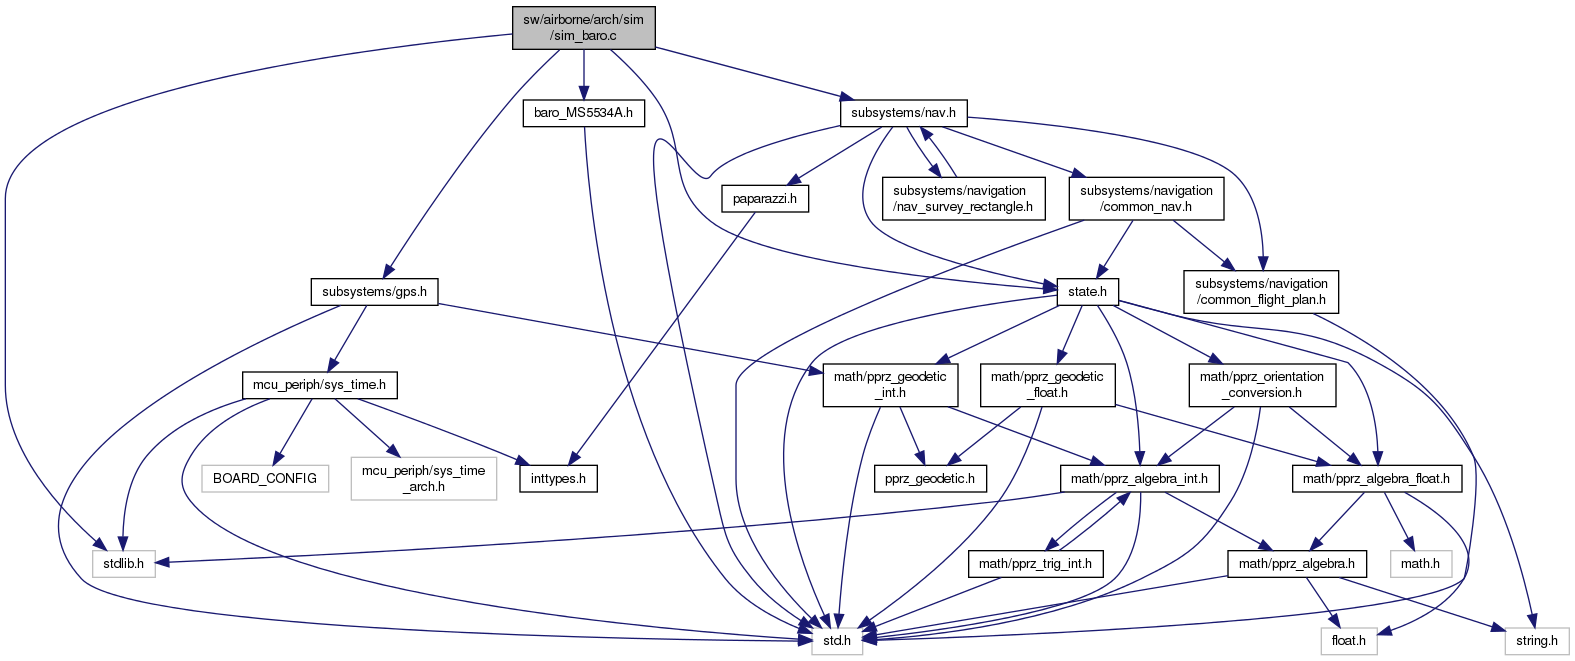 sw/airborne/arch/sim
/sim_baro.c
baro_MS5534A.h
subsystems/nav.h
paparazzi.h
subsystems/navigation
/nav_survey_rectangle.h
subsystems/navigation
/common_nav.h
subsystems/gps.h
state.h
subsystems/navigation
/common_flight_plan.h
mcu_periph/sys_time.h
math/pprz_geodetic
_int.h
math/pprz_geodetic
_float.h
math/pprz_orientation
_conversion.h
BOARD_CONFIG
mcu_periph/sys_time
_arch.h
inttypes.h
pprz_geodetic.h
math/pprz_algebra_int.h
math/pprz_algebra_float.h
stdlib.h
math/pprz_trig_int.h
math/pprz_algebra.h
math.h
std.h
float.h
string.h